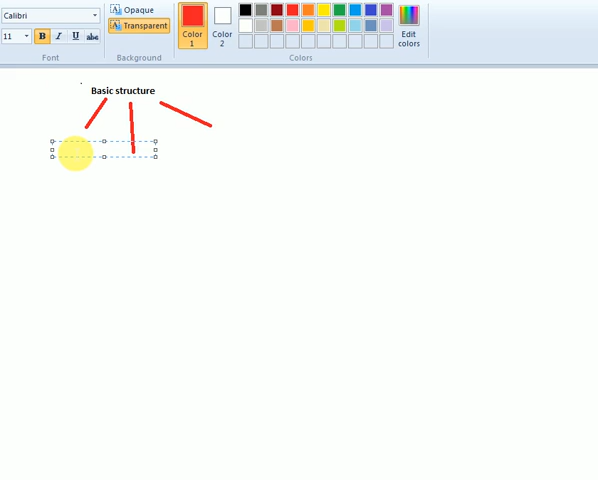 Calibri
Opaque
11
B I U abc
Transparent
Color 1
Color 2
Edit colors
Font
Background
Colors
Basic structure